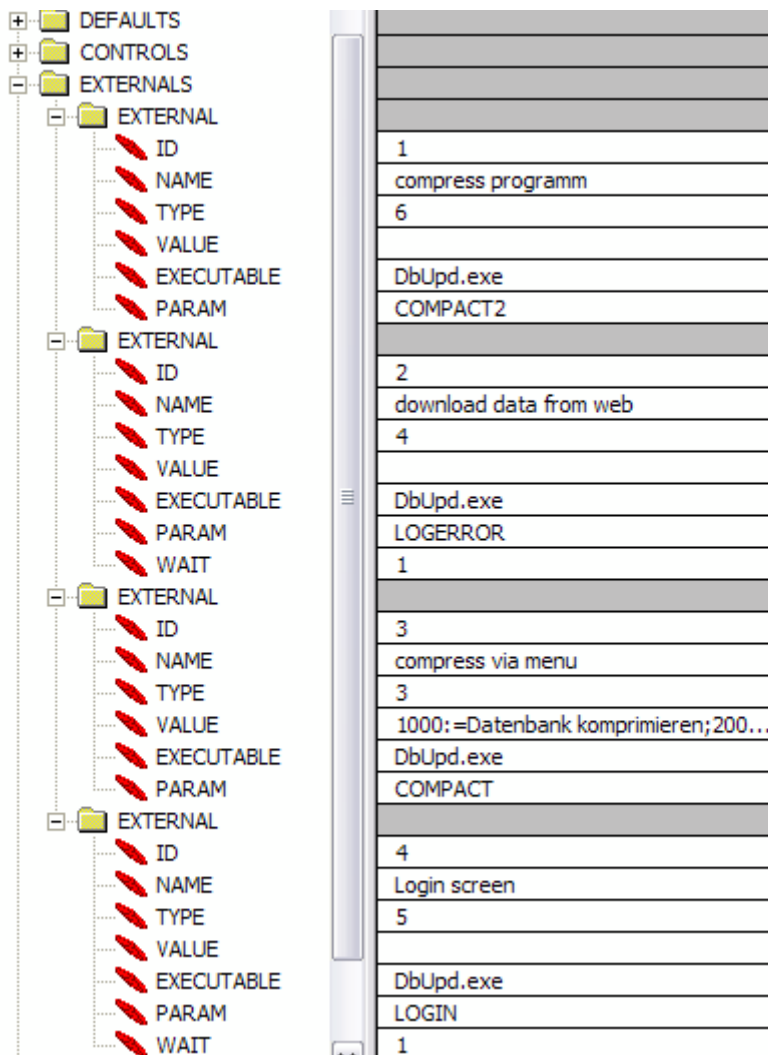 DEFAULTS
CONTROLS
EXTERNALS
EXTERNAL
ID 1
NAME compress programm
TYPE 6
VALUE
EXECUTABLE DbUpd.exe
PARAM COMPACT2
EXTERNAL
ID 2
NAME download data from web
TYPE 4
VALUE
EXECUTABLE DbUpd.exe
PARAM LOGERROR
WAIT 1
EXTERNAL
ID 3
NAME compress via menu
TYPE 3
VALUE 1000:=Datenbank komprimieren;200...
EXECUTABLE DbUpd.exe
PARAM COMPACT
EXTERNAL
ID 4
NAME Login screen
TYPE 5
VALUE
EXECUTABLE DbUpd.exe
PARAM LOGIN
WAIT 1